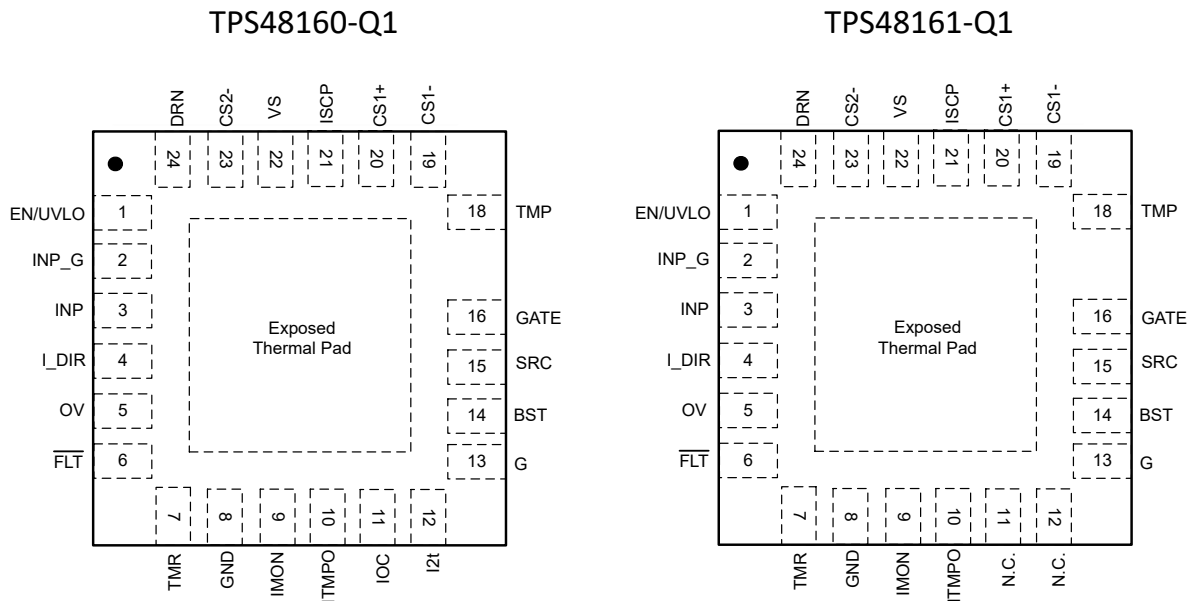 TPS48160-Q1
DRN
CS2-
VS
ISCP
CS1+
CS1-
24
23
22
21
20
19
EN/UVLO
1
18
TMP
INP_G
2
INP
3
16
GATE
Exposed
Thermal Pad
I_DIR
4
15
SRC
OV
5
14
BST
FLT
6
13
G
7
8
9
10
11
12
TMR
GND
IMON
ITMPO
IOC
I2t
TPS48161-Q1
DRN
CS2-
VS
ISCP
CS1+
CS1-
24
23
22
21
20
19
EN/UVLO
1
18
TMP
INP_G
2
INP
3
16
GATE
Exposed
Thermal Pad
I_DIR
4
15
SRC
OV
5
14
BST
FLT
6
13
G
7
8
9
10
11
12
TMR
GND
IMON
ITMPO
N.C.
N.C.